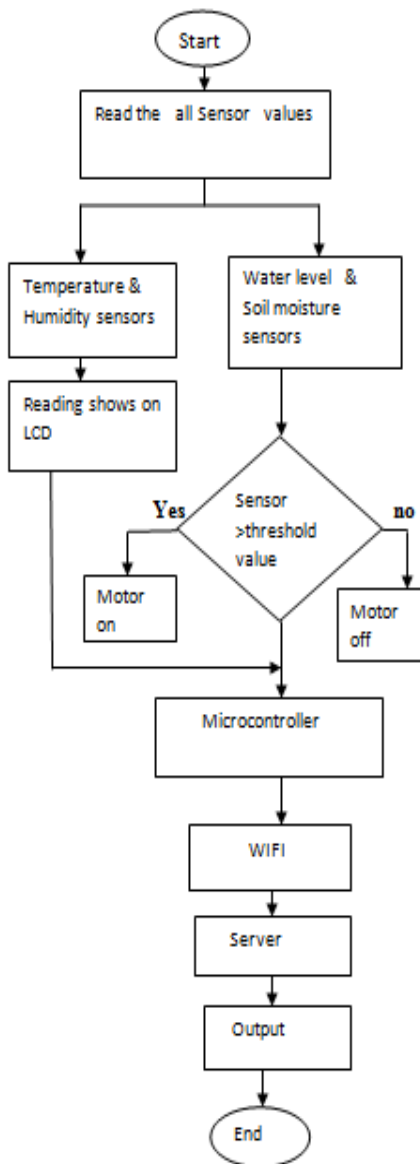 Start
Read the all Sensor values
Temperature &
Humidity sensors
Water level &
Soil moisture
sensors
Reading shows on
LCD
Sensor
>threshold
value
Yes
no
Motor
on
Motor
off
Microcontroller
WIFI
Server
Output
End